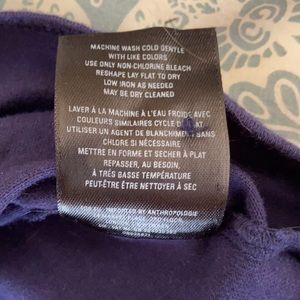 MACHINE WASH COLD GENTLE
WITH LIKE COLORS
USE ONLY NON-CHLORINE BLEACH
RESHAPE LAY FLAT TO DRY
LOW IRON AS NEEDED
MAY BE DRY CLEANED
LAVER À LA MACHINE À L'EAU FROIDE AVEC
COULEURS SIMILAIRES CYCLE
UTILISER UN AGENT DE BLANCHIMENT SANS
CHLORE SI NÉCESSAIRE
METTRE EN FORME ET SÉCHER À PLAT
REPASSER, AU BESOIN,
À TRÈS BASSE TEMPÉRATURE
PEUT-ÊTRE ÊTRE NETTOYER À SEC
BY ANTHROPOLOGIE